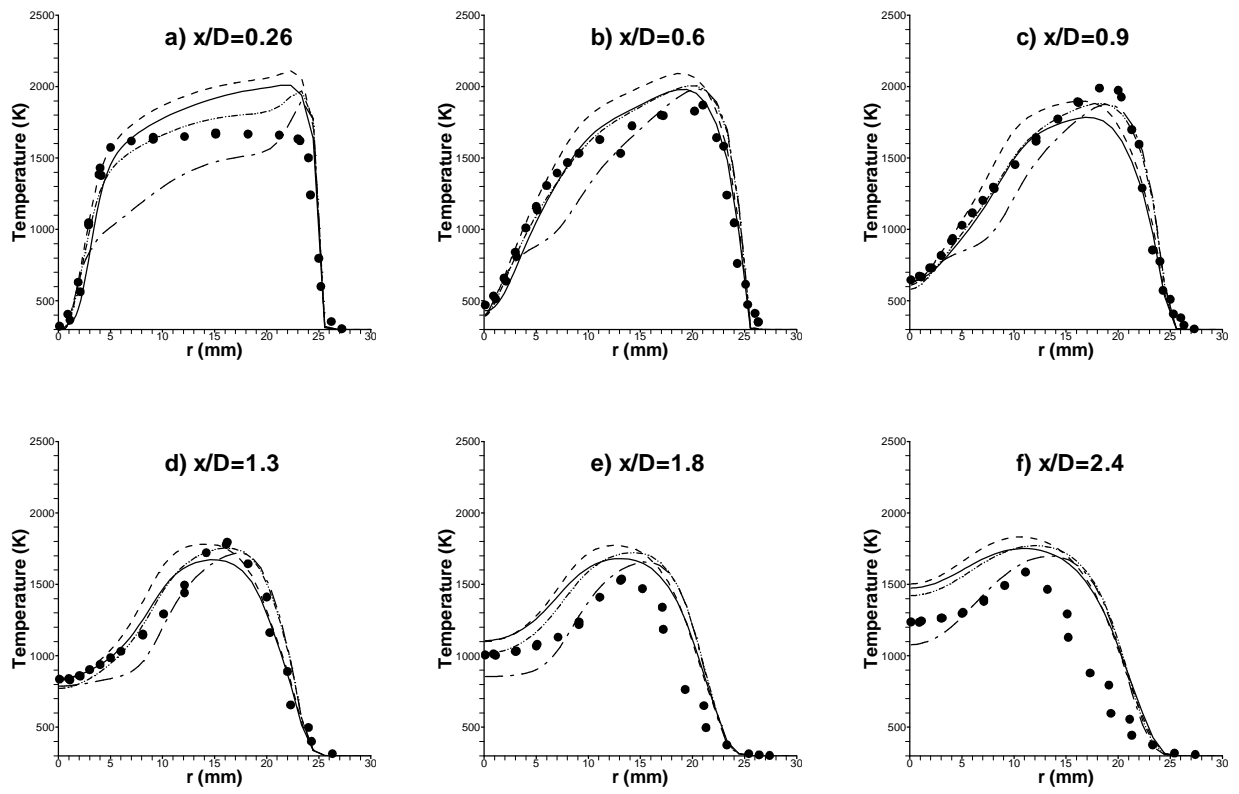 a) x/D=0.26
Temperature (K)
2500
2000
1500
1000
500
0 5 10 15 20 25 30
r (mm)
b) x/D=0.6
Temperature (K)
2500
2000
1500
1000
500
0 5 10 15 20 25 30
r (mm)
c) x/D=0.9
Temperature (K)
2500
2000
1500
1000
500
0 5 10 15 20 25 30
r (mm)
d) x/D=1.3
Temperature (K)
2500
2000
1500
1000
500
0 5 10 15 20 25 30
r (mm)
e) x/D=1.8
Temperature (K)
2500
2000
1500
1000
500
0 5 10 15 20 25 30
r (mm)
f) x/D=2.4
Temperature (K)
2500
2000
1500
1000
500
0 5 10 15 20 25 30
r (mm)